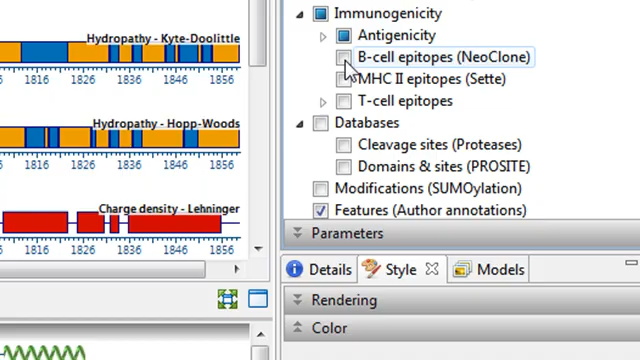 Hydropathy - Kyte-Doolittle
1816 1826 1836 1846 1856
Hydropathy - Hopp-Woods
1816 1826 1836 1846 1856
Charge density - Lehninger
1816 1826 1836 1846 1856
Immunogenicity
Antigenicity
B-cell epitopes (NeoClone)
MHC II epitopes (Sette)
T-cell epitopes
Databases
Cleavage sites (Proteases)
Domains & sites (PROSITE)
Modifications (SUMOylation)
Features (Author annotations)
Parameters
Details Style Models
Rendering
Color